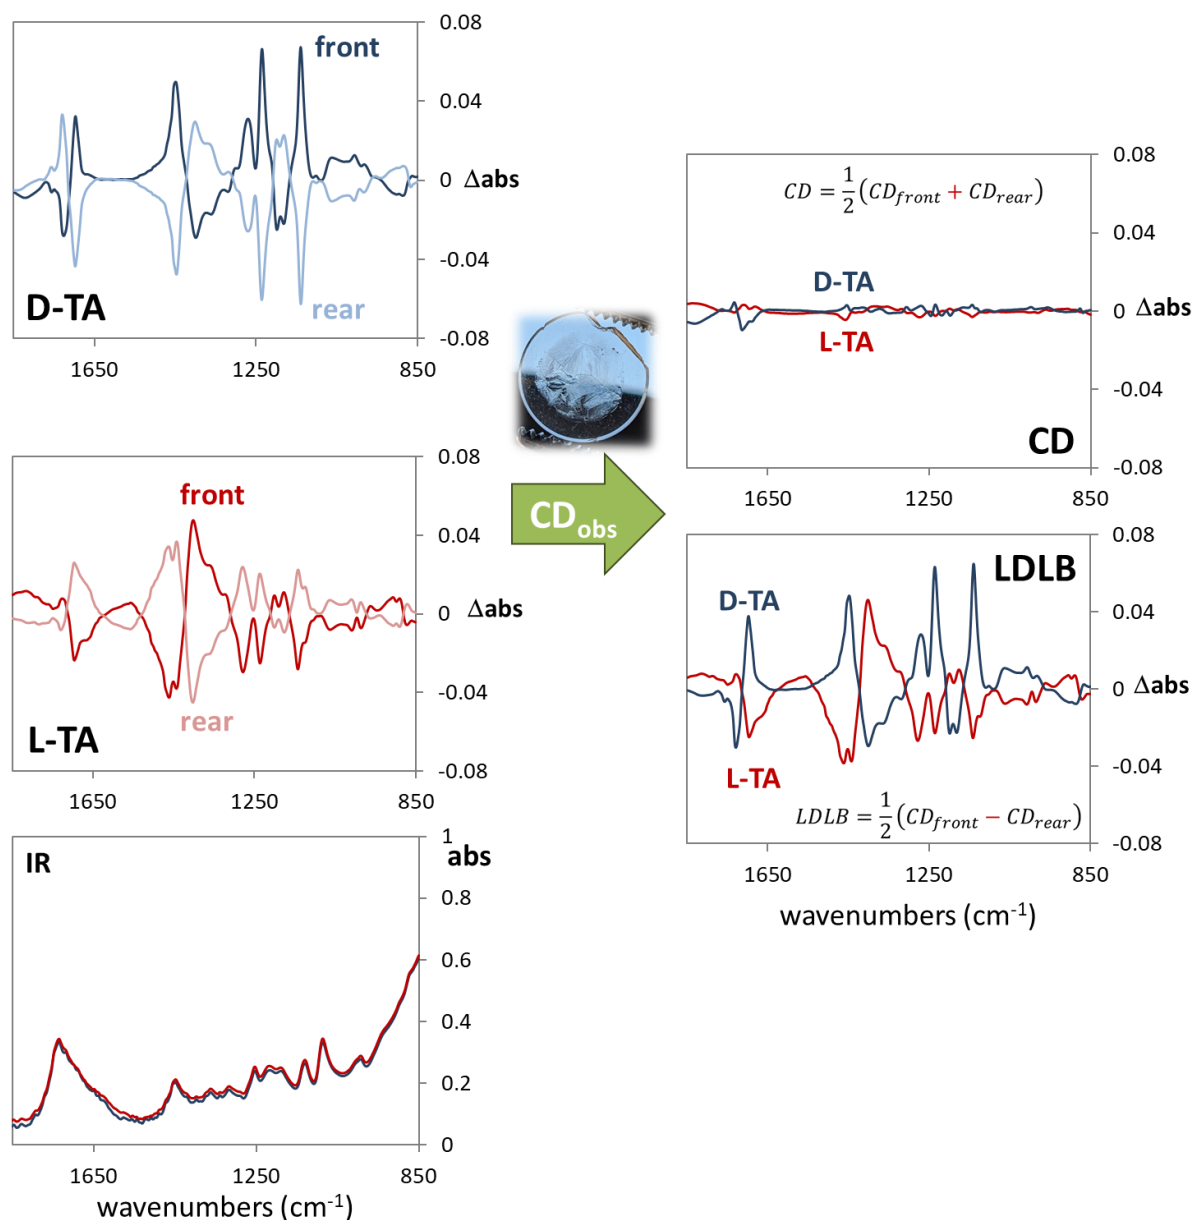 front
0.08
0.04
0 Δabs
-0.04
-0.08
rear
D-TA
1650 1250 850
front
0.08
0.04
0 Δabs
-0.04
-0.08
rear
L-TA
1650 1250 850
IR
1
abs
0.8
0.6
0.4
0.2
0
1650 1250 850
wavenumbers (cm⁻¹)
CD_obs
CD = 1/2 (CD_front + CD_rear)
0.08
0.04
0 Δabs
-0.04
-0.08
D-TA
L-TA
CD
1650 1250 850
LDLB
0.08
0.04
0 Δabs
-0.04
-0.08
D-TA
L-TA
LDLB = 1/2 (CD_front − CD_rear)
1650 1250 850
wavenumbers (cm⁻¹)